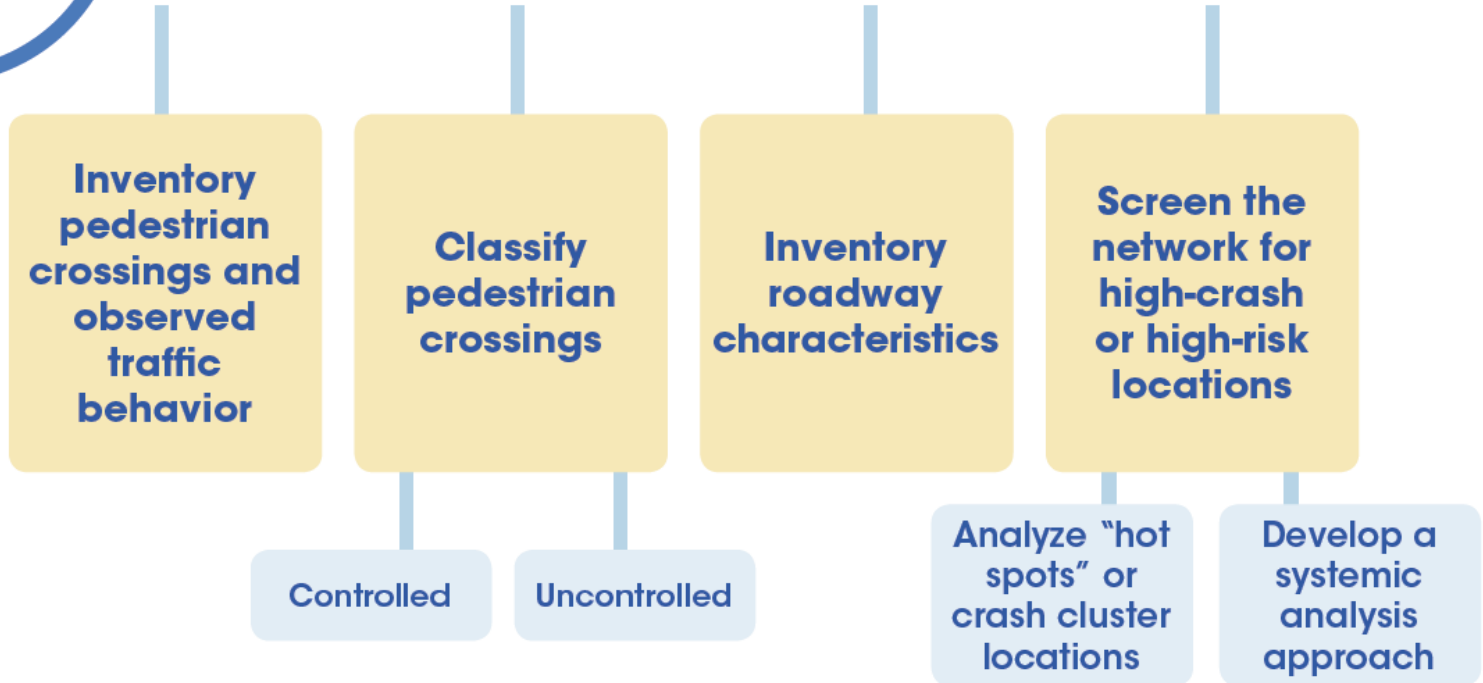 Inventory
pedestrian
crossings and
observed
traffic
behavior
Classify
pedestrian
crossings
Inventory
roadway
characteristics
Screen the
network for
high-crash
or high-risk
locations
Controlled
Uncontrolled
Analyze “hot
spots” or
crash cluster
locations
Develop a
systemic
analysis
approach